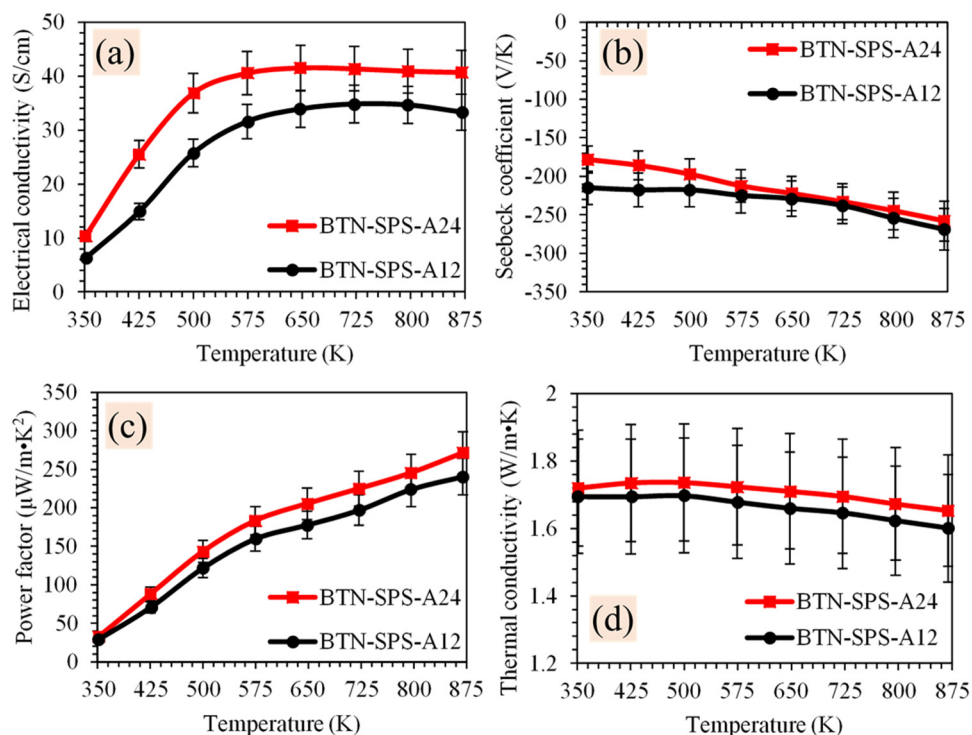 (a)
Electrical conductivity (S/cm)
50
40
30
20
10
0
BTN-SPS-A24
BTN-SPS-A12
350 425 500 575 650 725 800 875
Temperature (K)
(b)
Seebeck coefficient (V/K)
0
-50
-100
-150
-200
-250
-300
-350
BTN-SPS-A24
BTN-SPS-A12
350 425 500 575 650 725 800 875
Temperature (K)
(c)
Power factor (µW/m•K²)
350
300
250
200
150
100
50
0
BTN-SPS-A24
BTN-SPS-A12
350 425 500 575 650 725 800 875
Temperature (K)
(d)
Thermal conductivity (W/m•K)
2
1.8
1.6
1.4
1.2
BTN-SPS-A24
BTN-SPS-A12
350 425 500 575 650 725 800 875
Temperature (K)